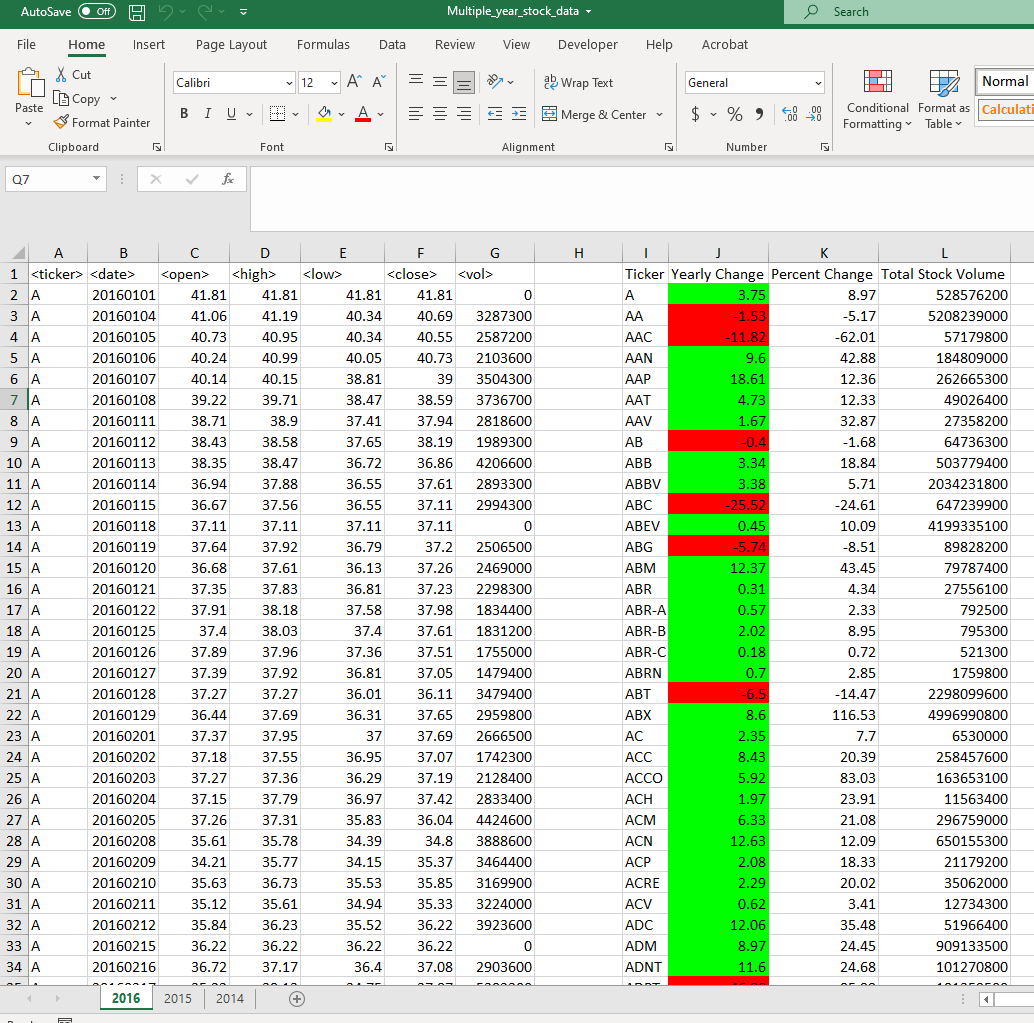 AutoSave Off Multiple_year_stock_data Search
File Home Insert Page Layout Formulas Data Review View Developer Help Acrobat
Paste Cut Copy Format Painter Calibri 12 A A B I U A ab Wrap Text Merge & Center General $ % Conditional Formatting Format as Table Normal Calculati
Clipboard Font Alignment Number
Q7 fx
A B C D E F G H I J K L
1 <ticker> <date> <open> <high> <low> <close> <vol> Ticker Yearly Change Percent Change Total Stock Volume
2 A 20160101 41.81 41.81 41.81 41.81 0 A 3.75 8.97 528576200
3 A 20160104 41.06 41.19 40.34 40.69 3287300 AA -1.53 -5.17 5208239000
4 A 20160105 40.73 40.95 40.34 40.55 2587200 AAC -11.82 -62.01 57179800
5 A 20160106 40.24 40.99 40.05 40.73 2103600 AAN 9.6 42.88 184809000
6 A 20160107 40.14 40.15 38.81 39 3504300 AAP 18.61 12.36 262665300
7 A 20160108 39.22 39.71 38.47 38.59 3736700 AAT 4.73 12.33 49026400
8 A 20160111 38.71 38.9 37.41 37.94 2818600 AAV 1.67 32.87 27358200
9 A 20160112 38.43 38.58 37.65 38.19 1989300 AB -0.4 -1.68 64736300
10 A 20160113 38.35 38.47 36.72 36.86 4206600 ABB 3.34 18.84 503779400
11 A 20160114 36.94 37.88 36.55 37.61 2893300 ABBV 3.38 5.71 2034231800
12 A 20160115 36.67 37.56 36.55 37.11 2994300 ABC -25.52 -24.61 647239900
13 A 20160118 37.11 37.11 37.11 37.11 0 ABEV 0.45 10.09 4199335100
14 A 20160119 37.64 37.92 36.79 37.2 2506500 ABG -5.74 -8.51 89828200
15 A 20160120 36.68 37.61 36.13 37.26 2469000 ABM 12.37 43.45 79787400
16 A 20160121 37.35 37.83 36.81 37.23 2298300 ABR 0.31 4.34 27556100
17 A 20160122 37.91 38.18 37.58 37.98 1834400 ABR-A 0.57 2.33 792500
18 A 20160125 37.4 38.03 37.4 37.61 1831200 ABR-B 2.02 8.95 795300
19 A 20160126 37.89 37.96 37.36 37.51 1755000 ABR-C 0.18 0.72 521300
20 A 20160127 37.39 37.92 36.81 37.05 1479400 ABRN 0.7 2.85 1759800
21 A 20160128 37.27 37.27 36.01 36.11 3479400 ABT -6.5 -14.47 2298099600
22 A 20160129 36.44 37.69 36.31 37.65 2959800 ABX 8.6 116.53 4996990800
23 A 20160201 37.37 37.95 37 37.69 2666500 AC 2.35 7.7 6530000
24 A 20160202 37.18 37.55 36.95 37.07 1742300 ACC 8.43 20.39 258457600
25 A 20160203 37.27 37.36 36.29 37.19 2128400 ACCO 5.92 83.03 163653100
26 A 20160204 37.15 37.79 36.97 37.42 2833400 ACH 1.97 23.91 11563400
27 A 20160205 37.26 37.31 35.83 36.04 4424600 ACM 6.33 21.08 296759000
28 A 20160208 35.61 35.78 34.39 34.8 3888600 ACN 12.63 12.09 650155300
29 A 20160209 34.21 35.77 34.15 35.37 3464400 ACP 2.08 18.33 21179200
30 A 20160210 35.63 36.73 35.53 35.85 3169900 ACRE 2.29 20.02 35062000
31 A 20160211 35.12 35.61 34.94 35.33 3224000 ACV 0.62 3.41 12734300
32 A 20160212 35.84 36.23 35.52 36.22 3923600 ADC 12.06 35.48 51966400
33 A 20160215 36.22 36.22 36.22 36.22 0 ADM 8.97 24.45 909133500
34 A 20160216 36.72 37.17 36.4 37.08 2903600 ADNT 11.6 24.68 101270800
2016 2015 2014